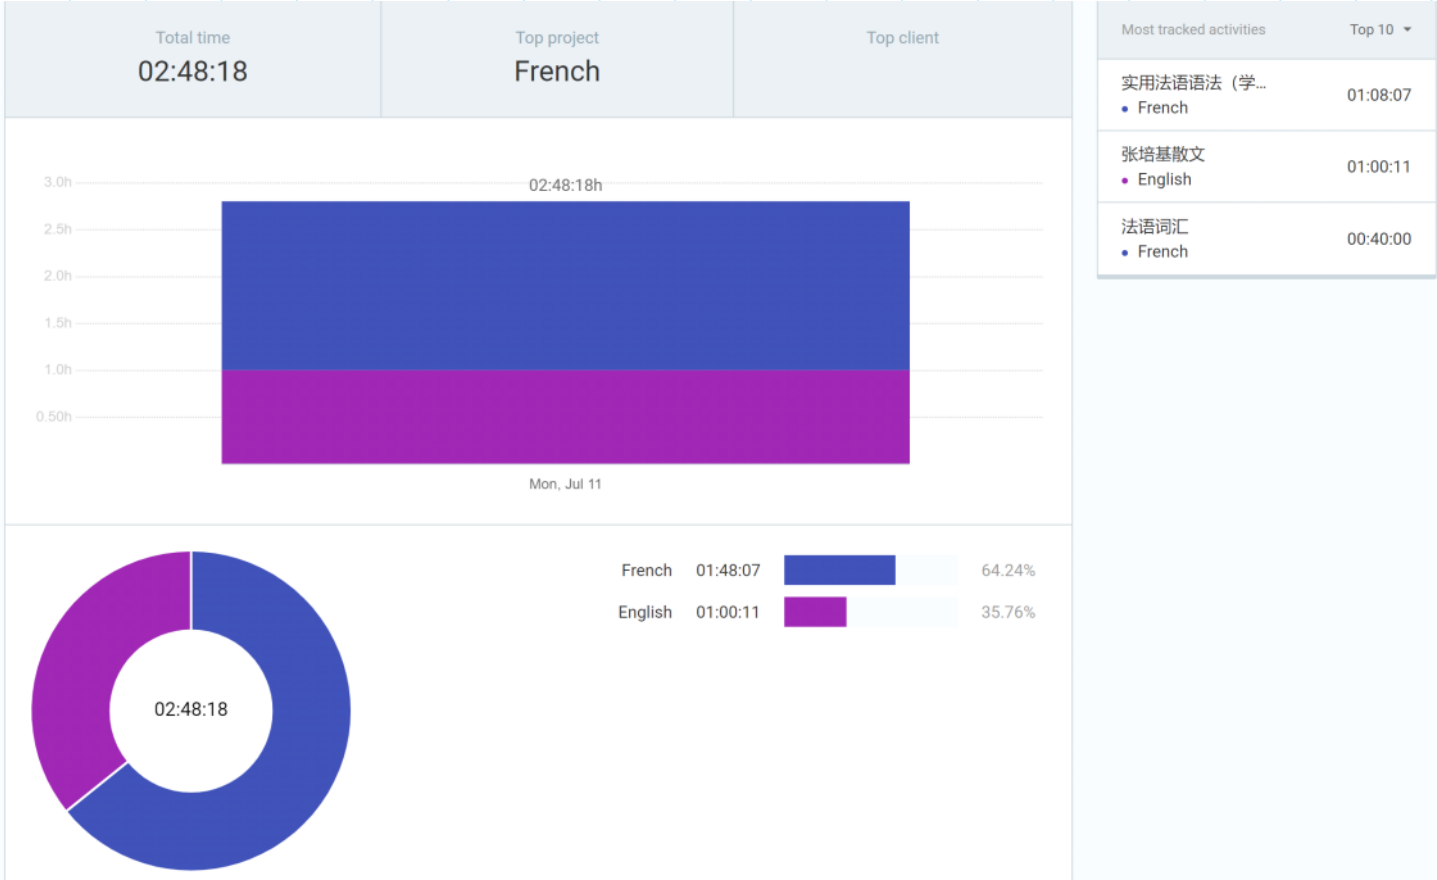 Total time
02:48:18
Top project
French
Top client
3.0h
2.5h
2.0h
1.5h
1.0h
0.50h
02:48:18h
Mon, Jul 11
02:48:18
French 01:48:07 64.24%
English 01:00:11 35.76%
Most tracked activities Top 10
实用法语语法（学...
French
01:08:07
张培基散文
English
01:00:11
法语词汇
French
00:40:00